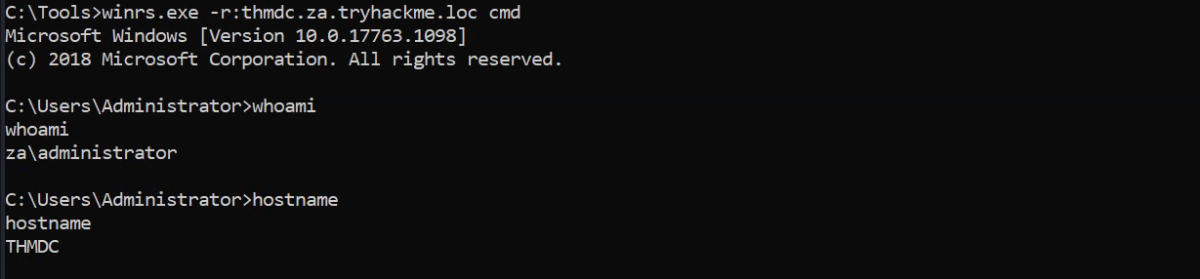 C:\Tools>winrs.exe -r:thmdc.za.tryhackme.loc cmd
Microsoft Windows [Version 10.0.17763.1098]
(c) 2018 Microsoft Corporation. All rights reserved.
C:\Users\Administrator>whoami
whoami
za\administrator
C:\Users\Administrator>hostname
hostname
THMDC